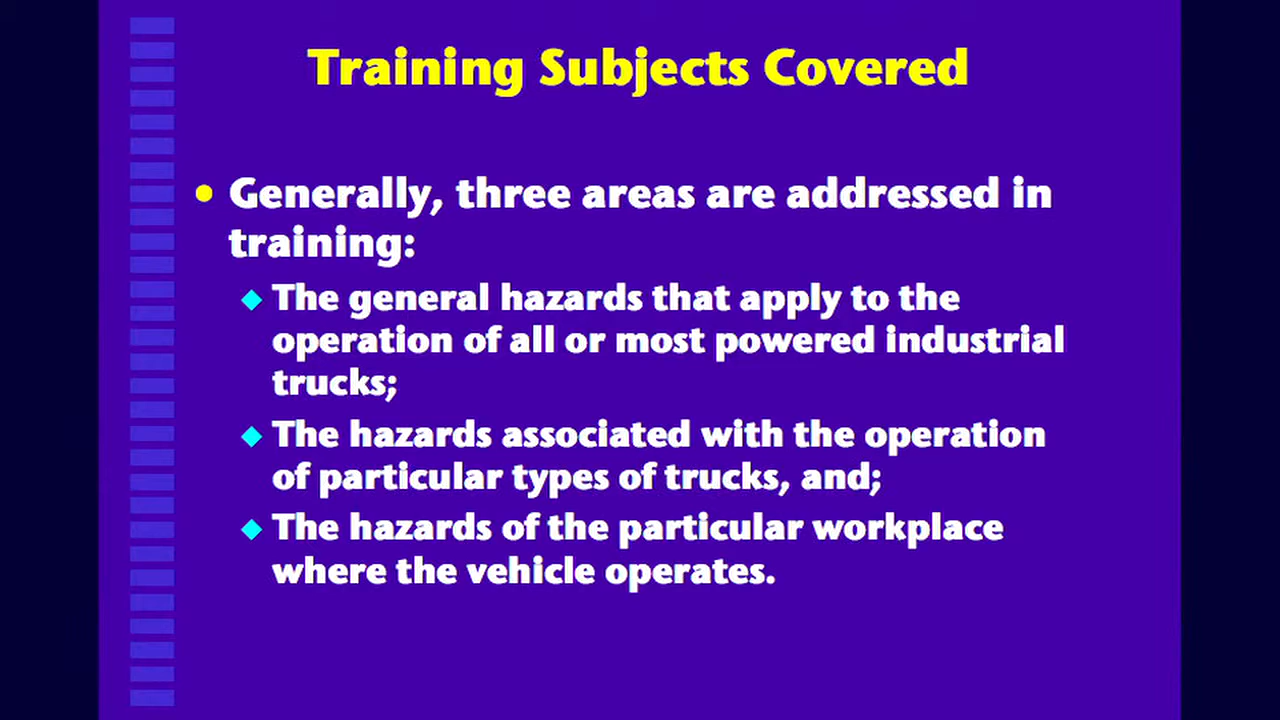 Training Subjects Covered
Generally, three areas are addressed in
training:
The general hazards that apply to the
operation of all or most powered industrial
trucks;
The hazards associated with the operation
of particular types of trucks, and;
The hazards of the particular workplace
where the vehicle operates.